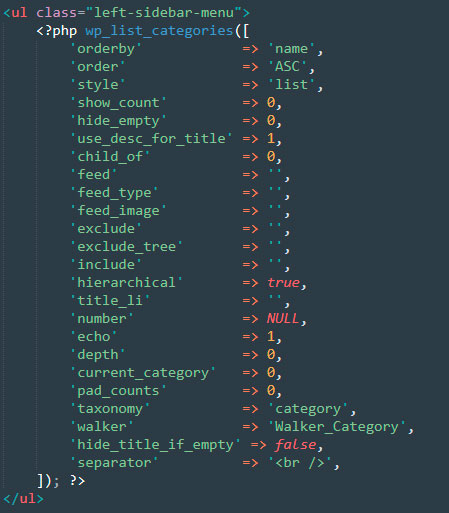 <ul class="left-sidebar-menu">
    <?php wp_list_categories([
        'orderby'            => 'name',
        'order'              => 'ASC',
        'style'              => 'list',
        'show_count'         => 0,
        'hide_empty'         => 0,
        'use_desc_for_title' => 1,
        'child_of'           => 0,
        'feed'               => '',
        'feed_type'          => '',
        'feed_image'         => '',
        'exclude'            => '',
        'exclude_tree'       => '',
        'include'            => '',
        'hierarchical'       => true,
        'title_li'           => '',
        'number'             => NULL,
        'echo'               => 1,
        'depth'              => 0,
        'current_category'   => 0,
        'pad_counts'         => 0,
        'taxonomy'           => 'category',
        'walker'             => 'Walker_Category',
        'hide_title_if_empty' => false,
        'separator'          => '<br />',
    ]); ?>
</ul>